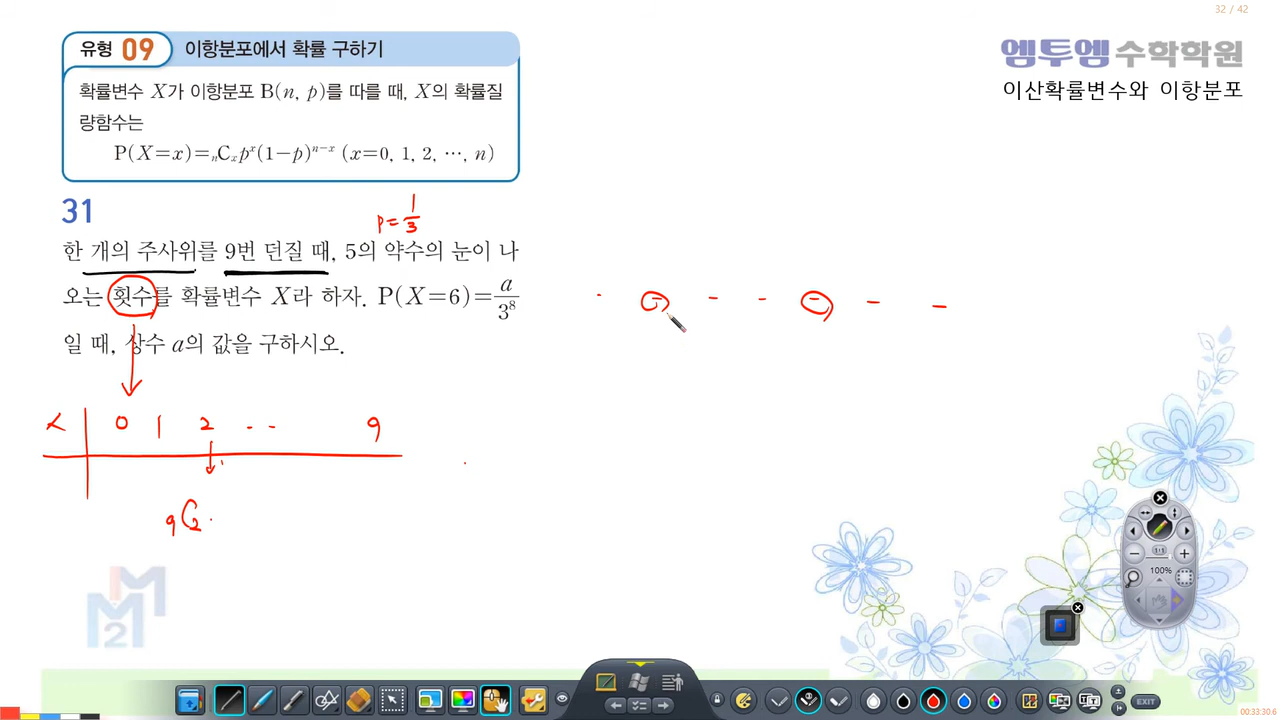 32 / 42
유형 09 이항분포에서 확률 구하기
엠투엠수학학원
이산확률변수와 이항분포
확률변수 X가 이항분포 B(n, p)를 따를 때, X의 확률질
량함수는
P(X=x)=ₙCₓpˣ(1-p)ⁿ⁻ˣ (x=0, 1, 2, ⋯, n)
31
p=1/3
한 개의 주사위를 9번 던질 때, 5의 약수의 눈이 나
오는 횟수를 확률변수 X라 하자. P(X=6)=a/3⁸
일 때, 상수 a의 값을 구하시오.
X 0 1 2 ·· 9
₉C₂
M2M
100%
EXIT
00:33:30.6